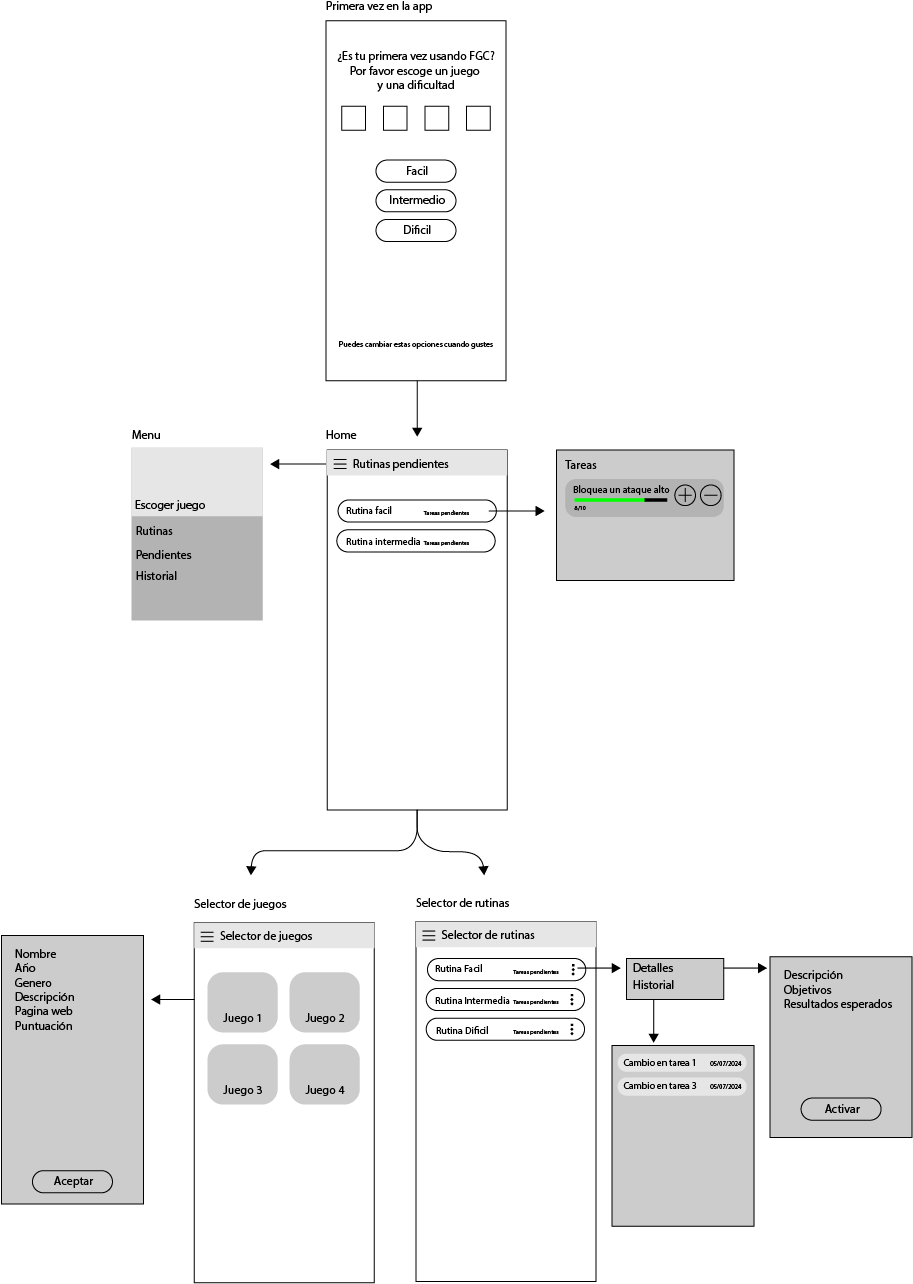 Primera vez en la app
¿Es tu primera vez usando FGC?
Por favor escoge un juego
y una dificultad
Facil
Intermedio
Dificil
Puedes cambiar estas opciones cuando gustes
Menu
Escoger juego
Rutinas
Pendientes
Historial
Home
Rutinas pendientes
Rutina facil Tareas pendientes
Rutina intermedia Tareas pendientes
Tareas
Bloquea un ataque alto
8/10
Selector de juegos
Selector de juegos
Juego 1
Juego 2
Juego 3
Juego 4
Nombre
Año
Genero
Descripción
Pagina web
Puntuación
Aceptar
Selector de rutinas
Selector de rutinas
Rutina Facil Tareas pendientes
Rutina Intermedia Tareas pendientes
Rutina Dificil Tareas pendientes
Detalles
Historial
Cambio en tarea 1 05/07/2024
Cambio en tarea 3 05/07/2024
Descripción
Objetivos
Resultados esperados
Activar